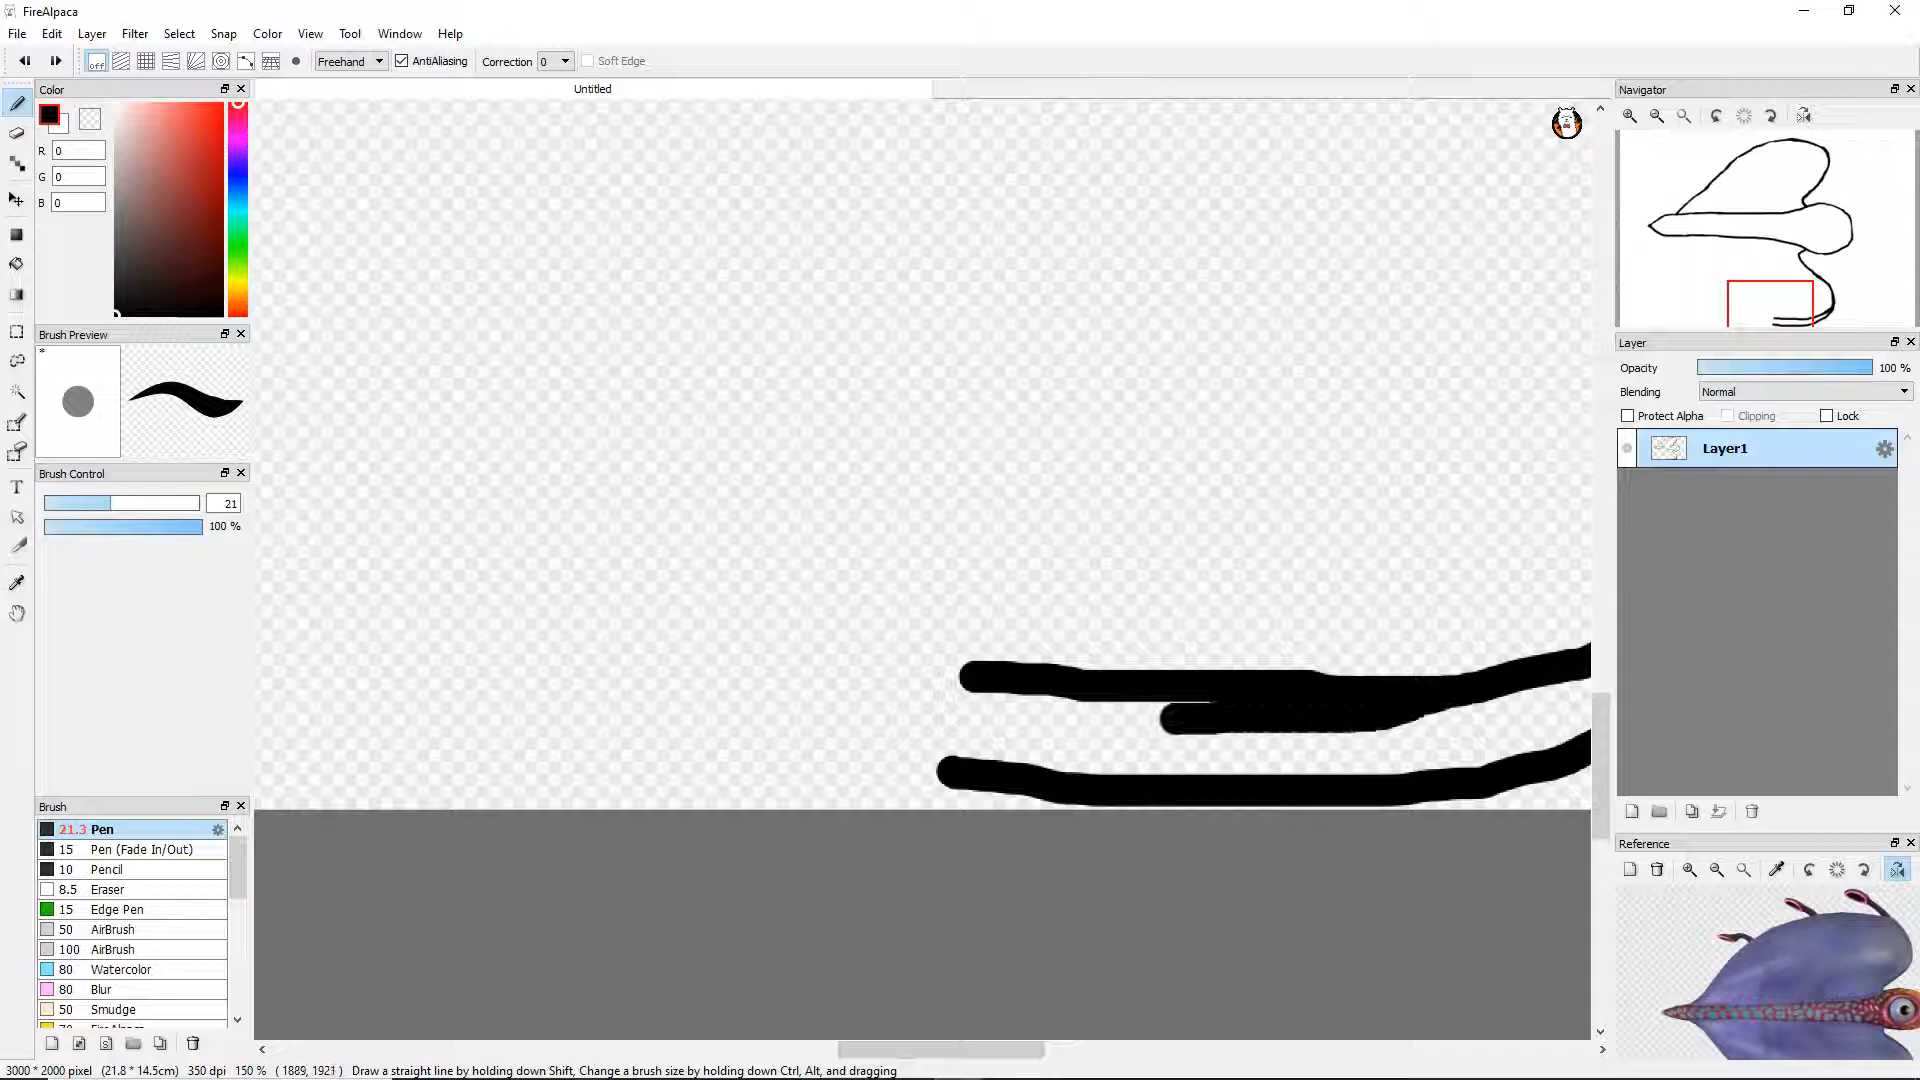 FireAlpaca
File Edit Layer Filter Select Snap Color View Tool Window Help
off Freehand AntiAliasing Correction 0 Soft Edge
Color
Untitled
Navigator
R 0
G 0
B 0
Brush Preview
*
Layer
Opacity 100 %
Blending Normal
Protect Alpha Clipping Lock
Layer1
Brush Control
21
100 %
Brush
21.3 Pen
15 Pen (Fade In/Out)
10 Pencil
8.5 Eraser
15 Edge Pen
50 AirBrush
100 AirBrush
80 Watercolor
80 Blur
50 Smudge
Reference
3000 * 2000 pixel (21.8 * 14.5cm) 350 dpi 150 % ( 1889, 1921 ) Draw a straight line by holding down Shift, Change a brush size by holding down Ctrl, Alt, and dragging